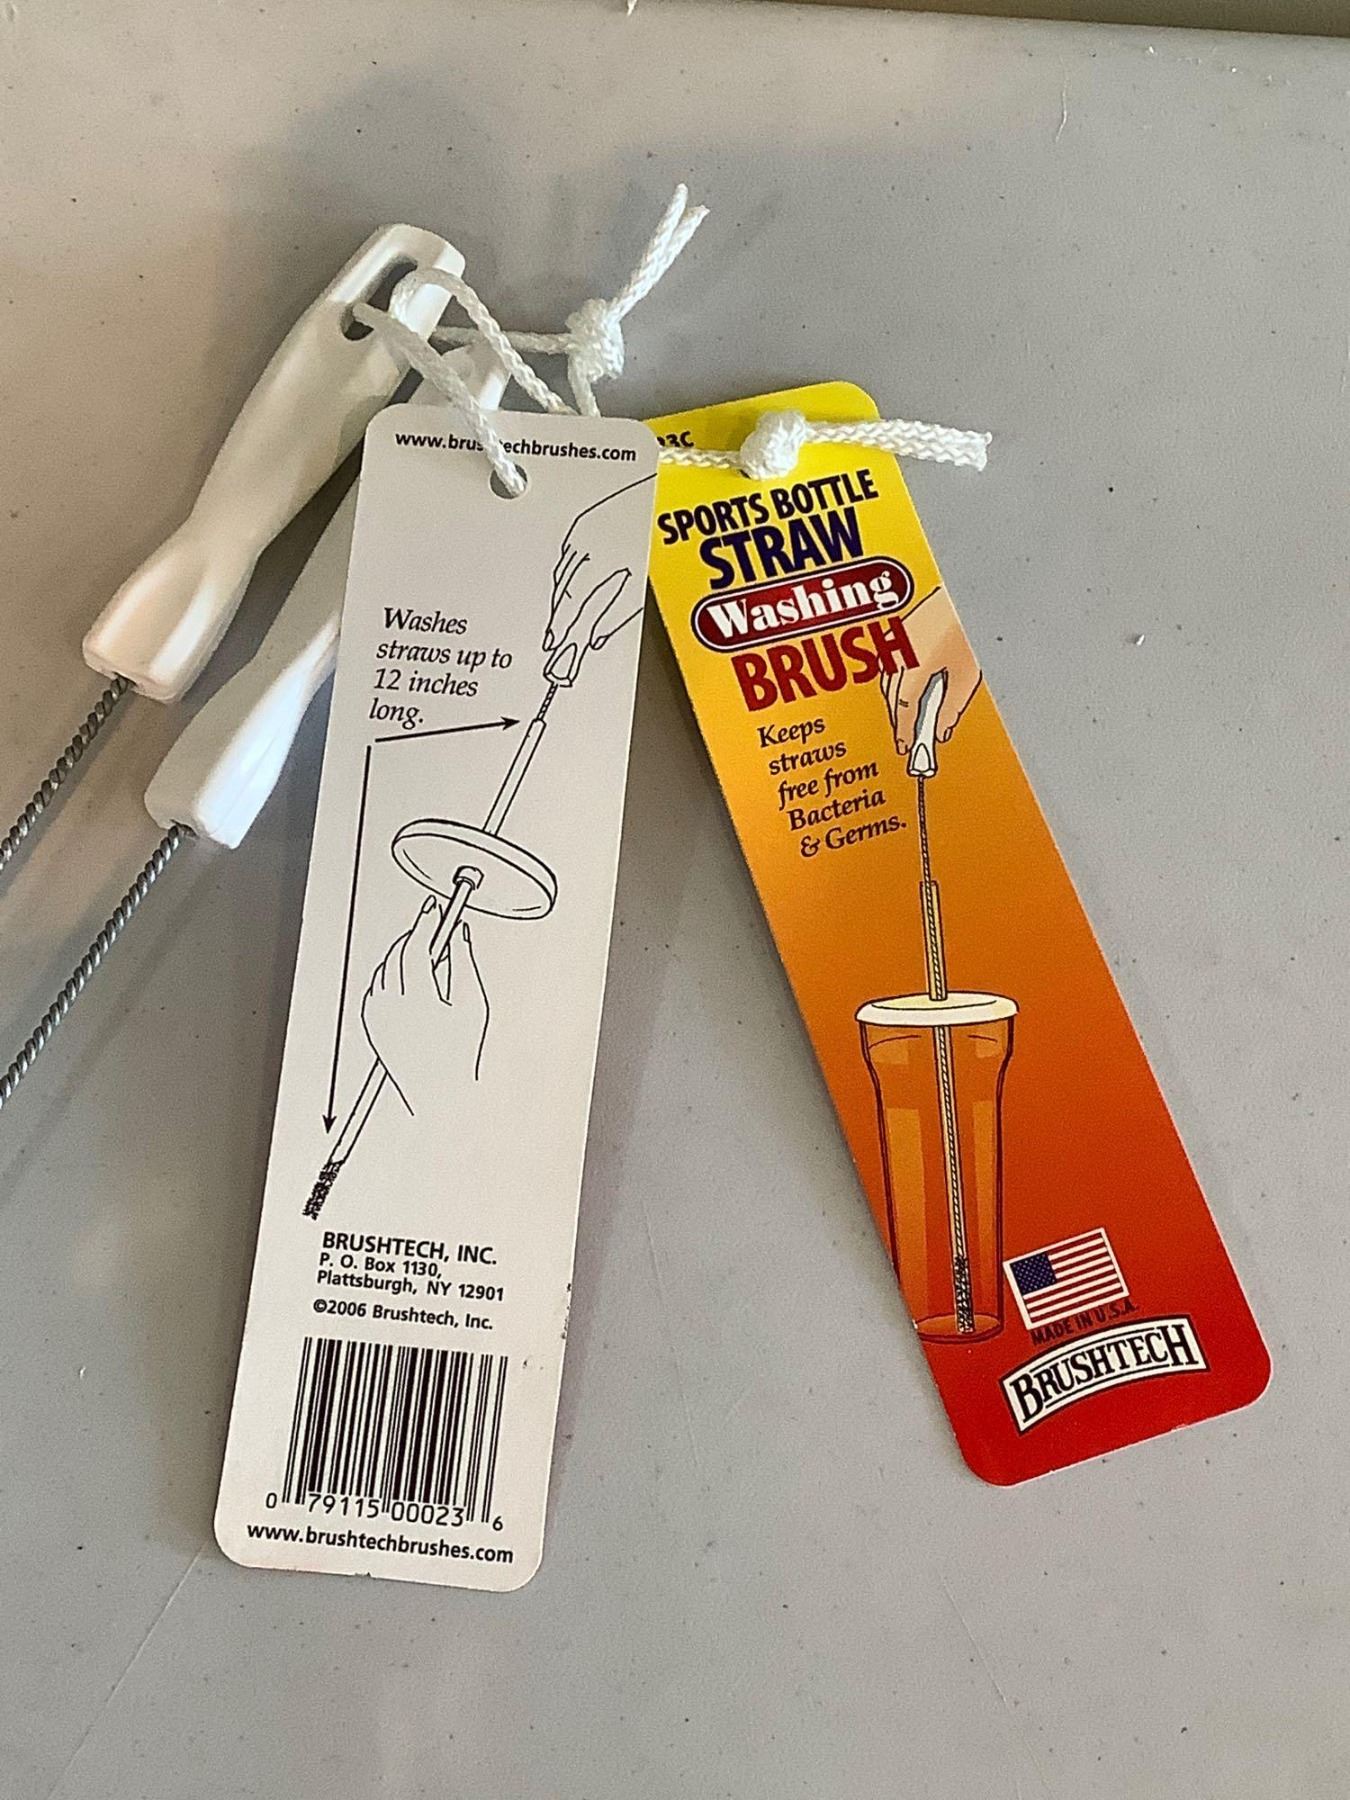 www.brushtechbrushes.com
Washes
straws up to
12 inches
long.
BRUSHTECH, INC.
P. O. Box 1130,
Plattsburgh, NY 12901
©2006 Brushtech, Inc.
0 79115 00023 6
www.brushtechbrushes.com
3C
SPORTS BOTTLE
STRAW
Washing
BRUSH
Keeps
straws
free from
Bacteria
& Germs.
MADE IN U.S.A.
BRUSHTECH